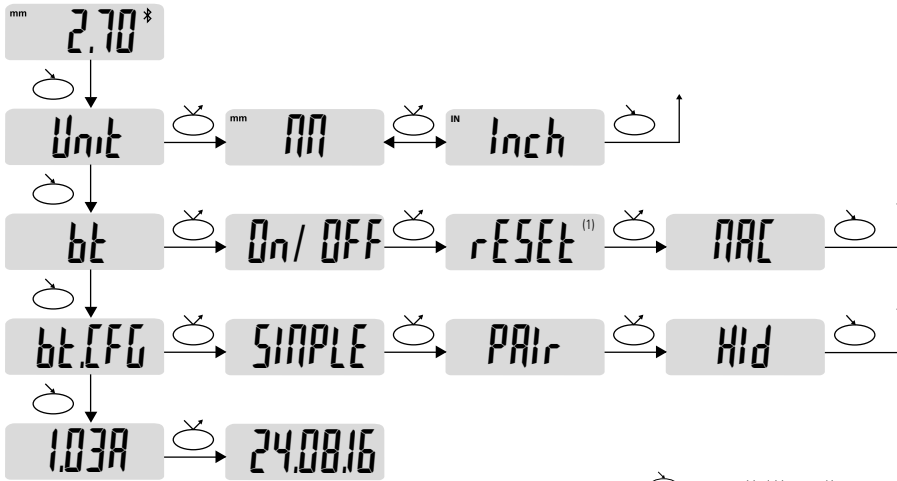 mm 2.70
Unit mm MM IN Inch
bt On/ OFF rESEt (1) MAC
bt.CFG SIMPLE PAIr HId
1.03A 24.08.16